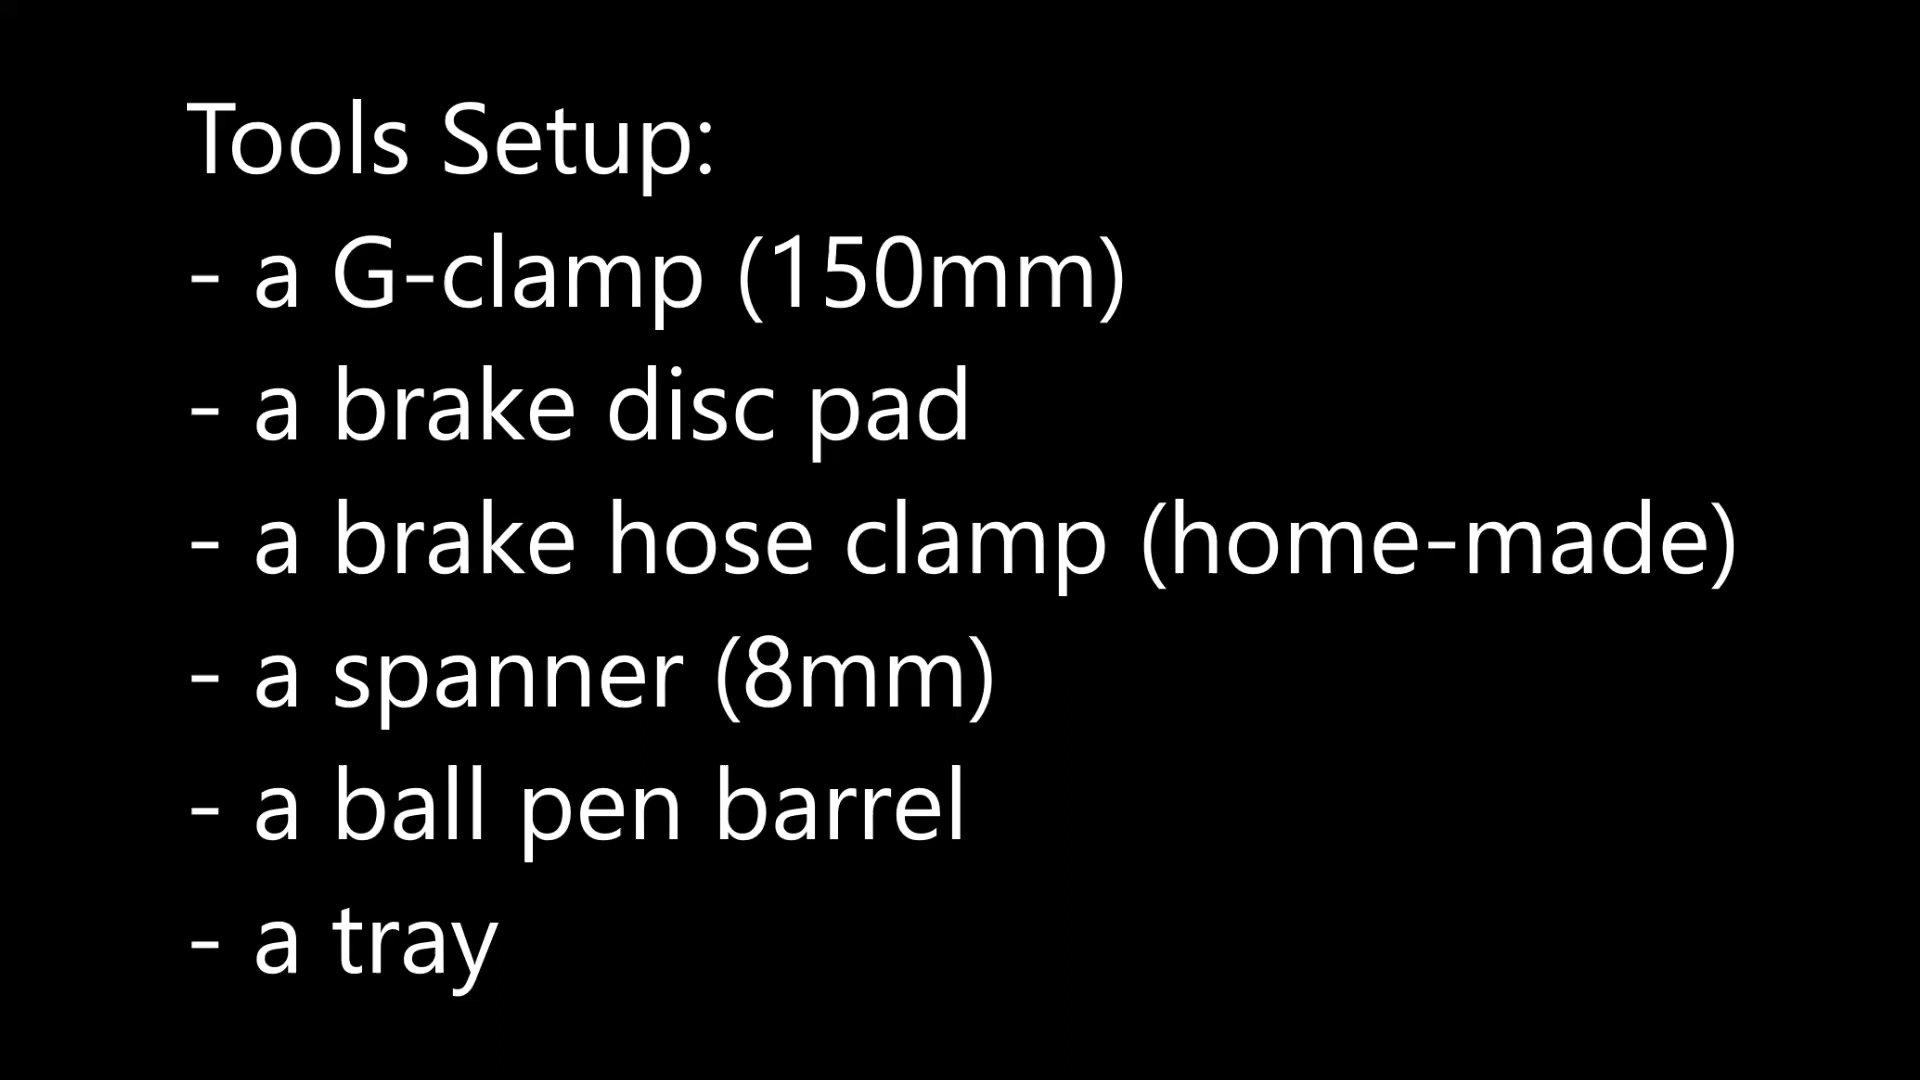 Tools Setup:
- a G-clamp (150mm)
- a brake disc pad
- a brake hose clamp (home-made)
- a spanner (8mm)
- a ball pen barrel
- a tray